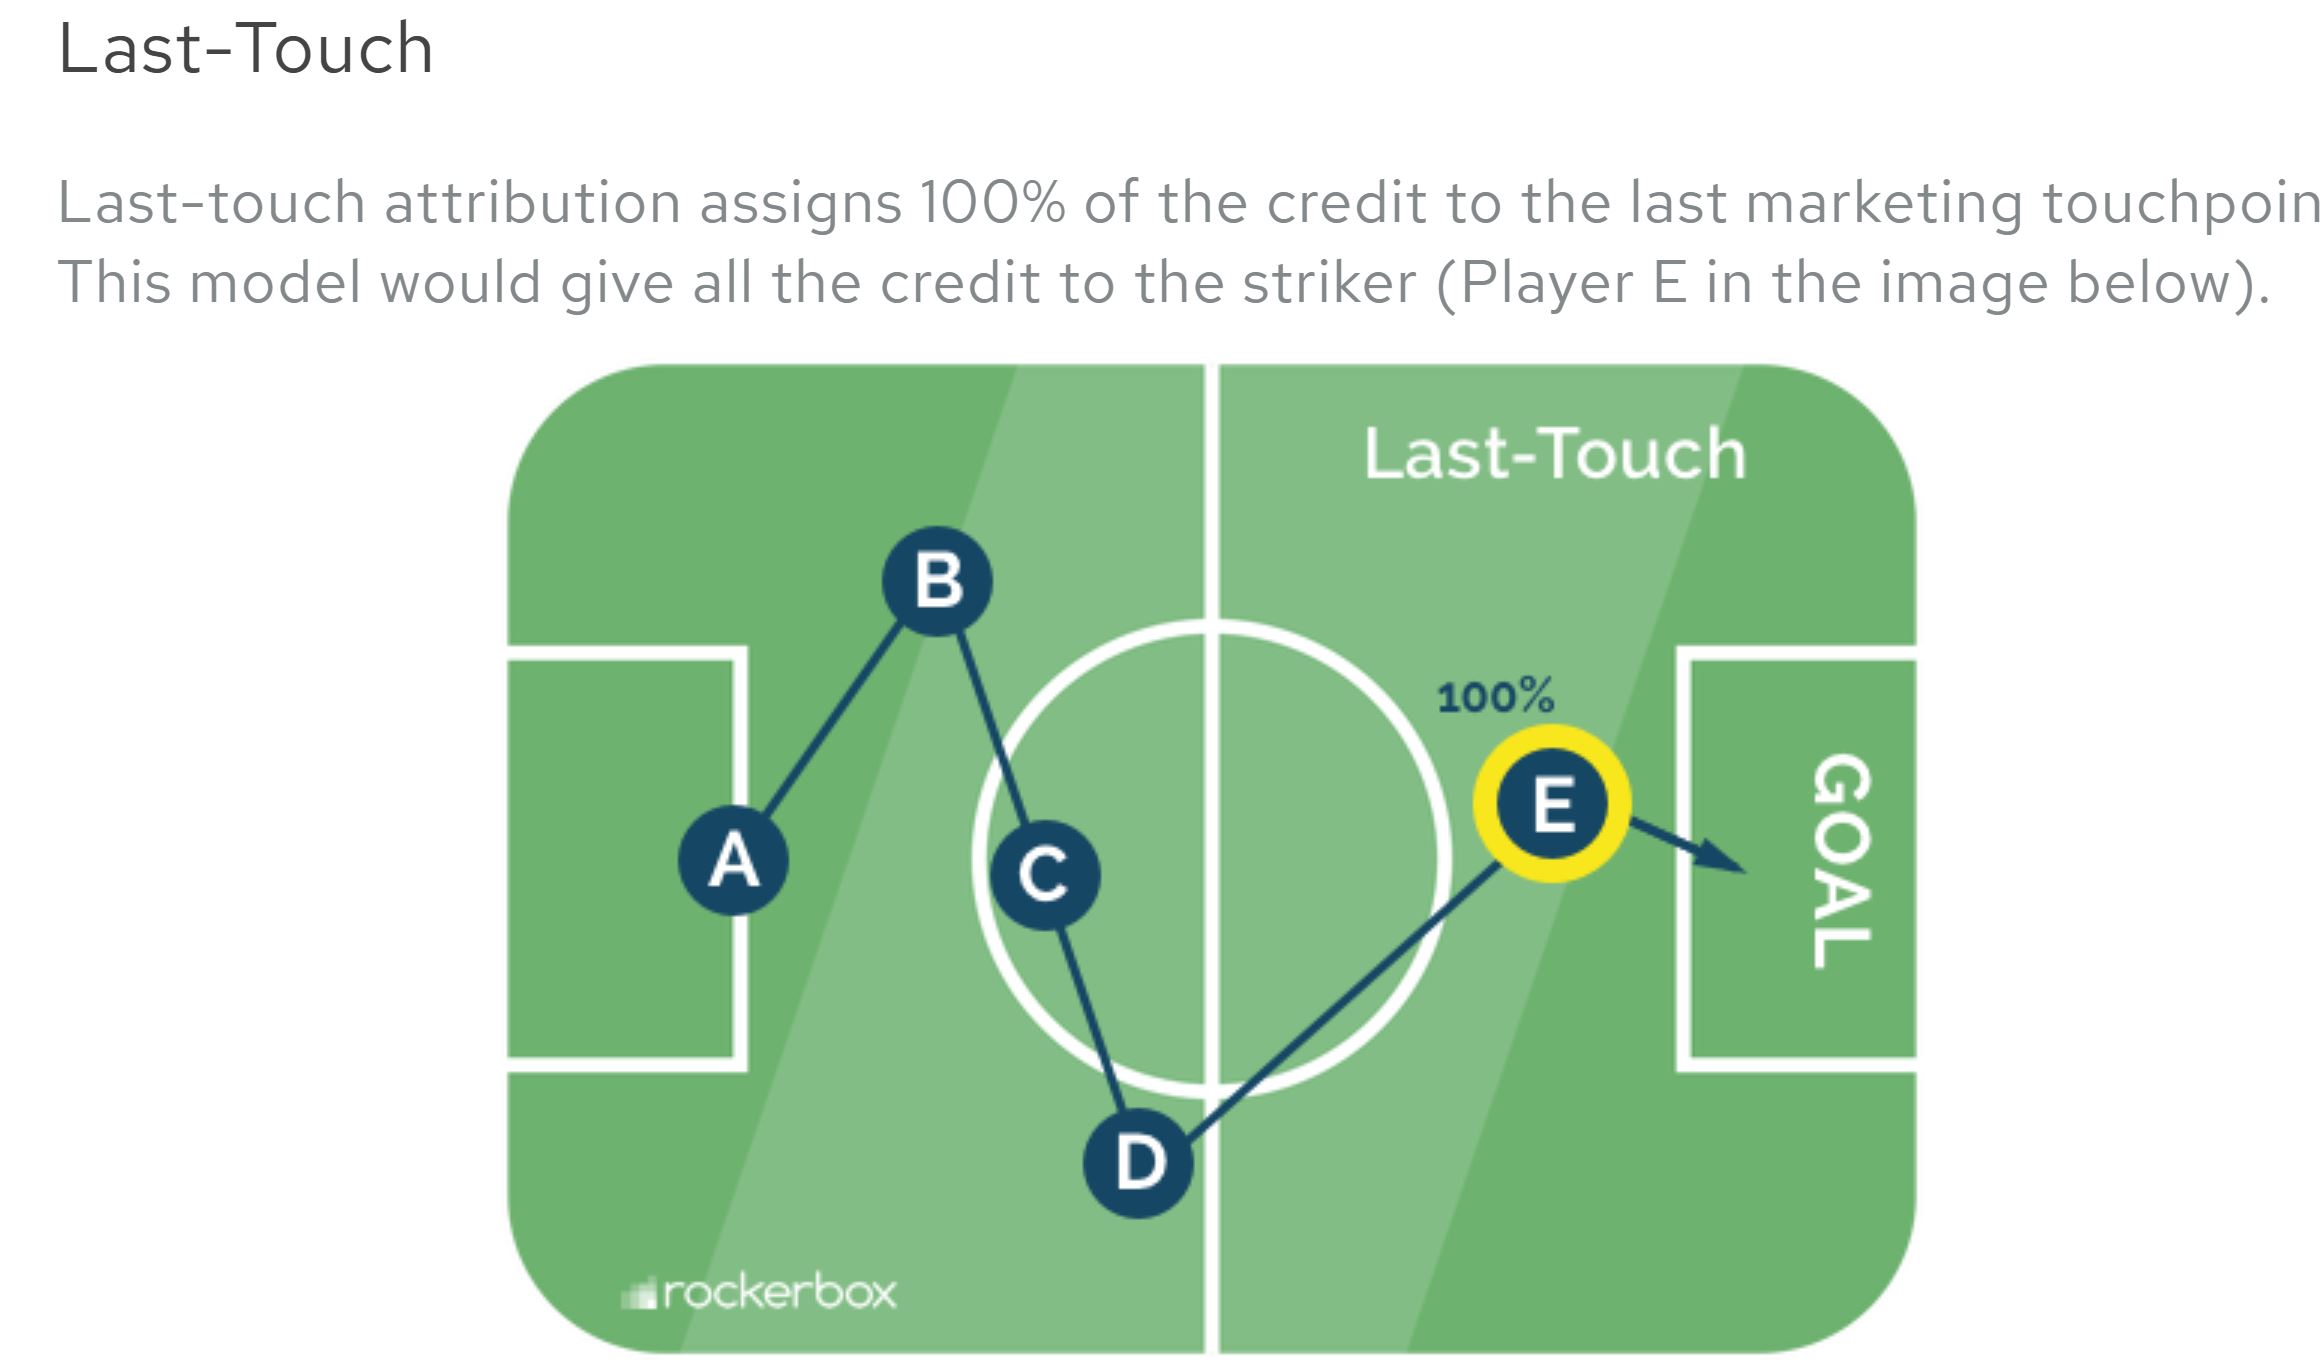 Last-Touch
Last-touch attribution assigns 100% of the credit to the last marketing touchpoin
This model would give all the credit to the striker (Player E in the image below).
Last-Touch
B
100%
E
A
C
GOAL
D
rockerbox